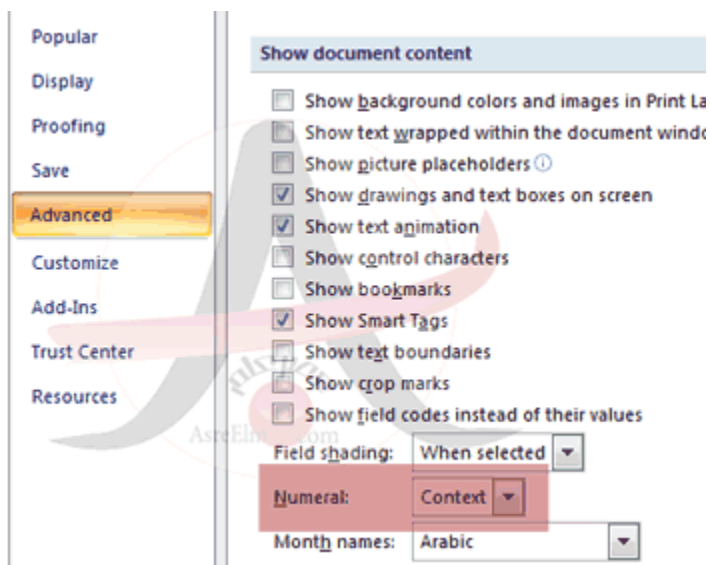 Popular
Display
Proofing
Save
Advanced
Customize
Add-Ins
Trust Center
Resources
Show document content
Show background colors and images in Print La
Show text wrapped within the document windo
Show picture placeholders
Show drawings and text boxes on screen
Show text animation
Show control characters
Show bookmarks
Show Smart Tags
Show text boundaries
Show crop marks
Show field codes instead of their values
Field shading: When selected
Numeral: Context
Month names: Arabic